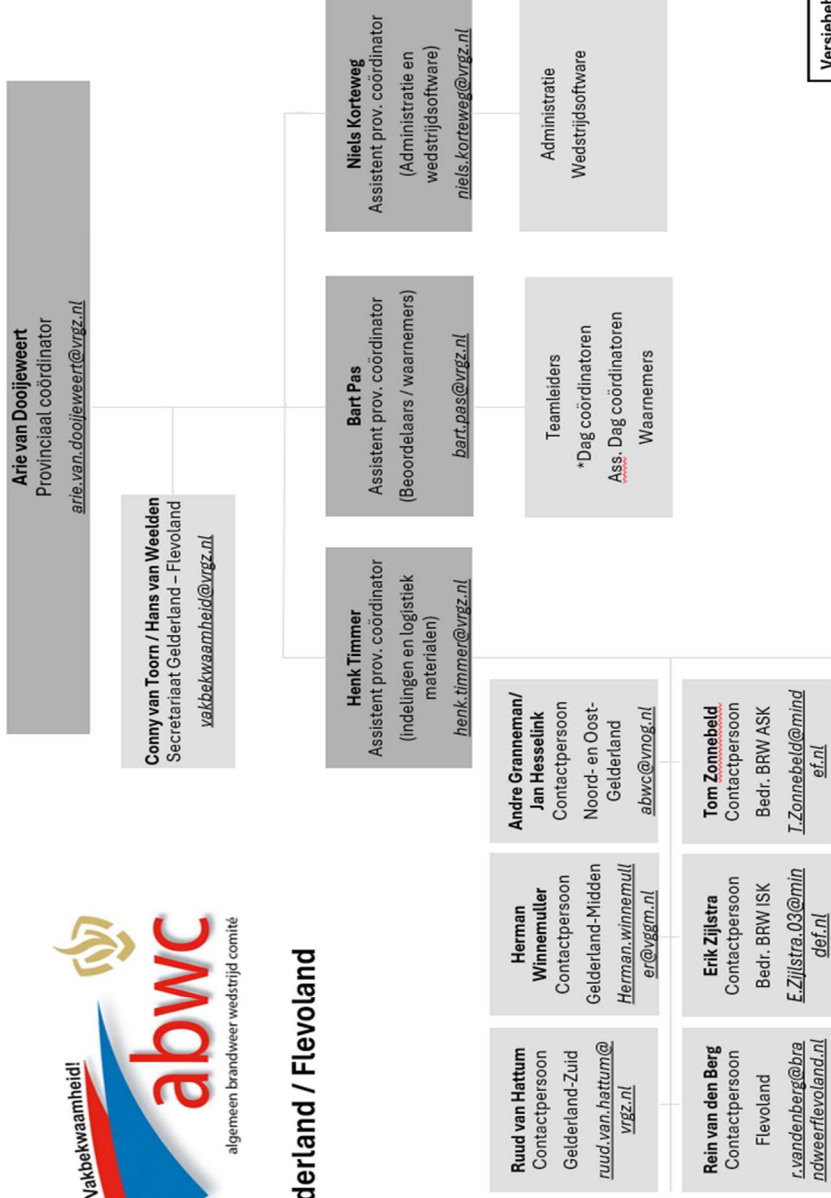 Vakbekwaamheid!
abwc
algemeen brandweer wedstrijd comité
derland / Flevoland
Arie van Dooijeweert
Provinciaal coördinator
arie.van.dooijeweert@vrgz.nl
Conny van Toorn / Hans van Weelden
Secretariaat Gelderland – Flevoland
vakbekwaamheid@vrgz.nl
Henk Timmer
Assistent prov. coördinator
(indelingen en logistiek
materialen)
henk.timmer@vrgz.nl
Bart Pas
Assistent prov. coördinator
(Beoordelaars / waarnemers)
bart.pas@vrgz.nl
Niels Korteweg
Assistent prov. coördinator
(Administratie en
wedstrijdsoftware)
niels.korteweg@vrgz.nl
Teamleiders
*Dag coördinatoren
Ass. Dag coördinatoren
Waarnemers
Administratie
Wedstrijdsoftware
Ruud van Hattum
Contactpersoon
Gelderland-Zuid
ruud.van.hattum@
vrgz.nl
Herman
Winnemuller
Contactpersoon
Gelderland-Midden
Herman.winnemull
er@vggm.nl
Andre Granneman/
Jan Hesselink
Contactpersoon
Noord- en Oost-
Gelderland
abwc@vnog.nl
Rein van den Berg
Contactpersoon
Flevoland
r.vandenberg@bra
ndweerflevoland.nl
Erik Zijlstra
Contactpersoon
Bedr. BRW ISK
E.Zijlstra.03@min
def.nl
Tom Zonnebeld
Contactpersoon
Bedr. BRW ASK
T.Zonnebeld@mind
ef.nl